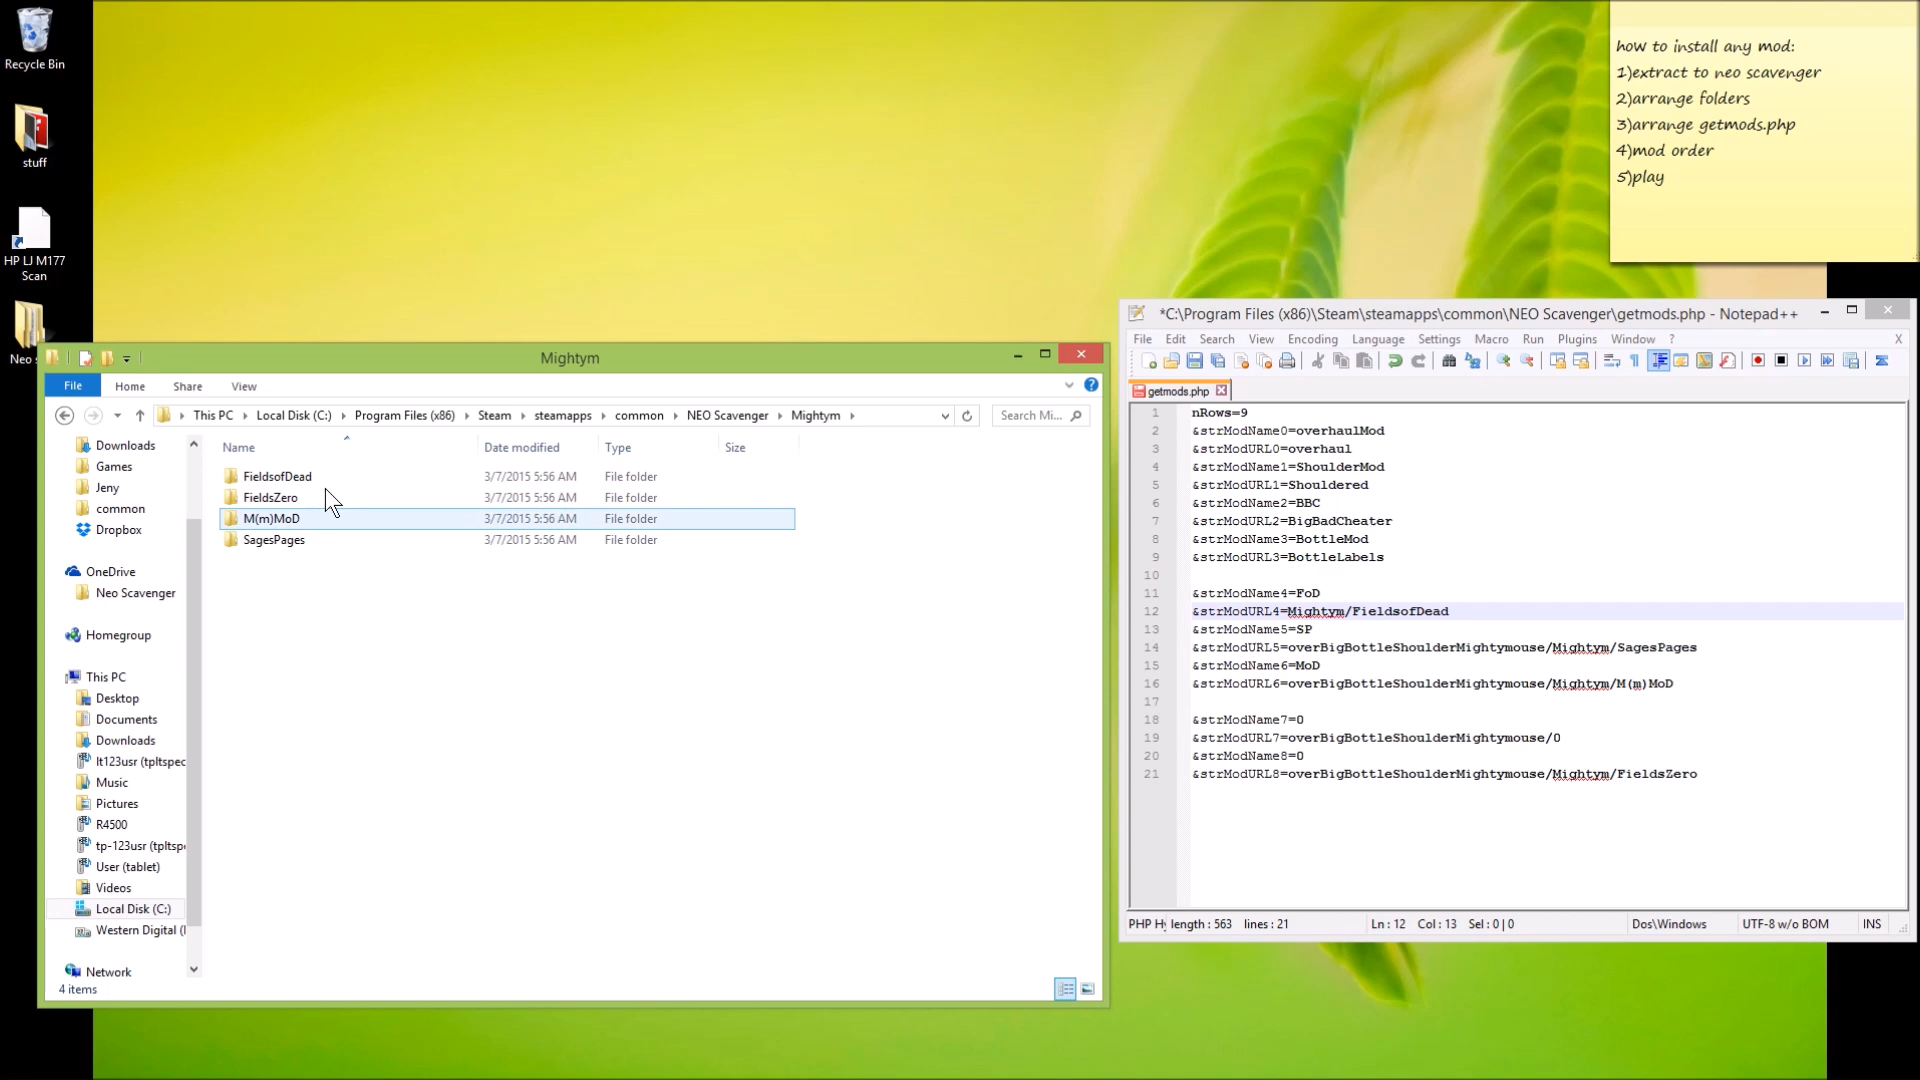 Recycle Bin
stuff
HP LJ M177
Scan
Neo
how to install any mod:
1)extract to neo scavenger
2)arrange folders
3)arrange getmods.php
4)mod order
5)play
Mightym
File
Home
Share
View
This PC
Local Disk (C:)
Program Files (x86)
Steam
steamapps
common
NEO Scavenger
Mightym
Search Mi...
Downloads
Games
Jeny
common
Dropbox
OneDrive
Neo Scavenger
Homegroup
This PC
Desktop
Documents
Downloads
lt123usr (tpltspec
Music
Pictures
R4500
tp-123usr (tpltsp
User (tablet)
Videos
Local Disk (C:)
Western Digital (
Network
Name
Date modified
Type
Size
FieldsofDead 3/7/2015 5:56 AM File folder
FieldsZero 3/7/2015 5:56 AM File folder
M(m)MoD 3/7/2015 5:56 AM File folder
SagesPages 3/7/2015 5:56 AM File folder
4 items
*C:\Program Files (x86)\Steam\steamapps\common\NEO Scavenger\getmods.php - Notepad++
File Edit Search View Encoding Language Settings Macro Run Plugins Window ? X
getmods.php
1 nRows=9
2 &strModName0=overhaulMod
3 &strModURL0=overhaul
4 &strModName1=ShoulderMod
5 &strModURL1=Shouldered
6 &strModName2=BBC
7 &strModURL2=BigBadCheater
8 &strModName3=BottleMod
9 &strModURL3=BottleLabels
10
11 &strModName4=FoD
12 &strModURL4=Mightym/FieldsofDead
13 &strModName5=SP
14 &strModURL5=overBigBottleShoulderMightymouse/Mightym/SagesPages
15 &strModName6=MoD
16 &strModURL6=overBigBottleShoulderMightymouse/Mightym/M(m)MoD
17
18 &strModName7=0
19 &strModURL7=overBigBottleShoulderMightymouse/0
20 &strModName8=0
21 &strModURL8=overBigBottleShoulderMightymouse/Mightym/FieldsZero
PHP Hy length : 563 lines : 21 Ln : 12 Col : 13 Sel : 0 | 0 Dos\Windows UTF-8 w/o BOM INS